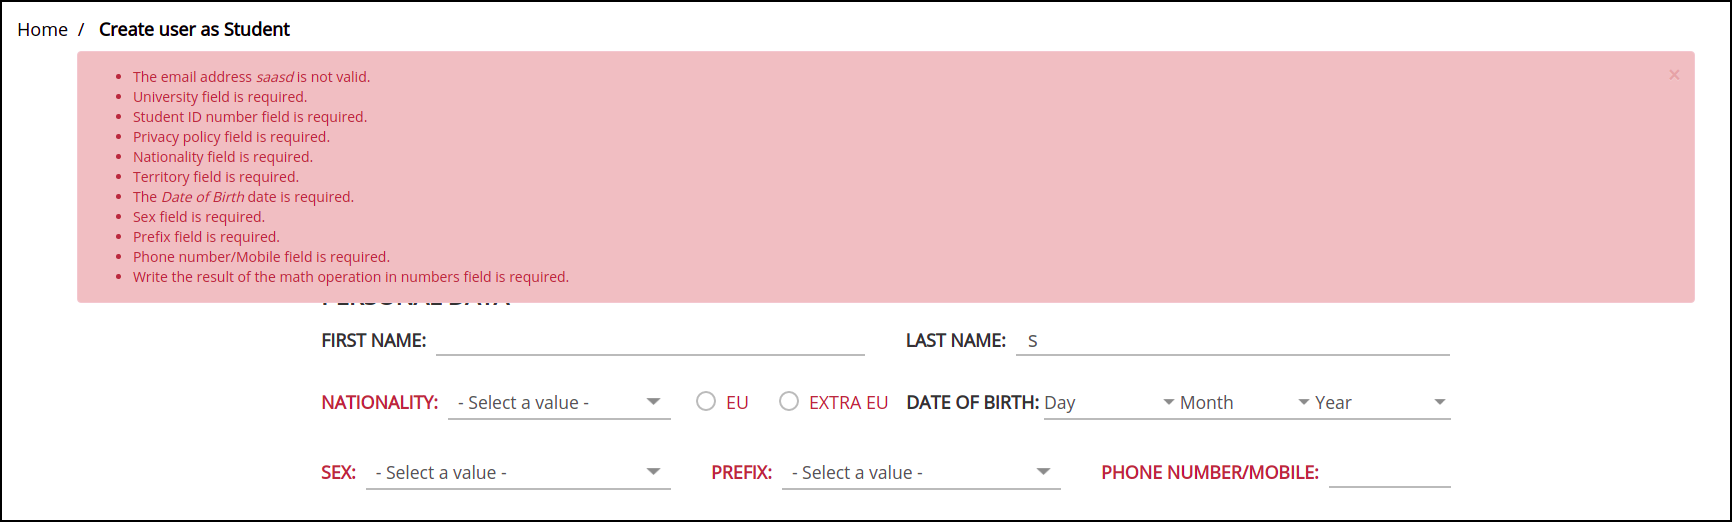 Home / Create user as Student
The email address saasd is not valid.
University field is required.
Student ID number field is required.
Privacy policy field is required.
Nationality field is required.
Territory field is required.
The Date of Birth date is required.
Sex field is required.
Prefix field is required.
Phone number/Mobile field is required.
Write the result of the math operation in numbers field is required.
×
PERSONAL DATA
FIRST NAME: LAST NAME: S
NATIONALITY: - Select a value - EU EXTRA EU DATE OF BIRTH: Day Month Year
SEX: - Select a value - PREFIX: - Select a value - PHONE NUMBER/MOBILE: